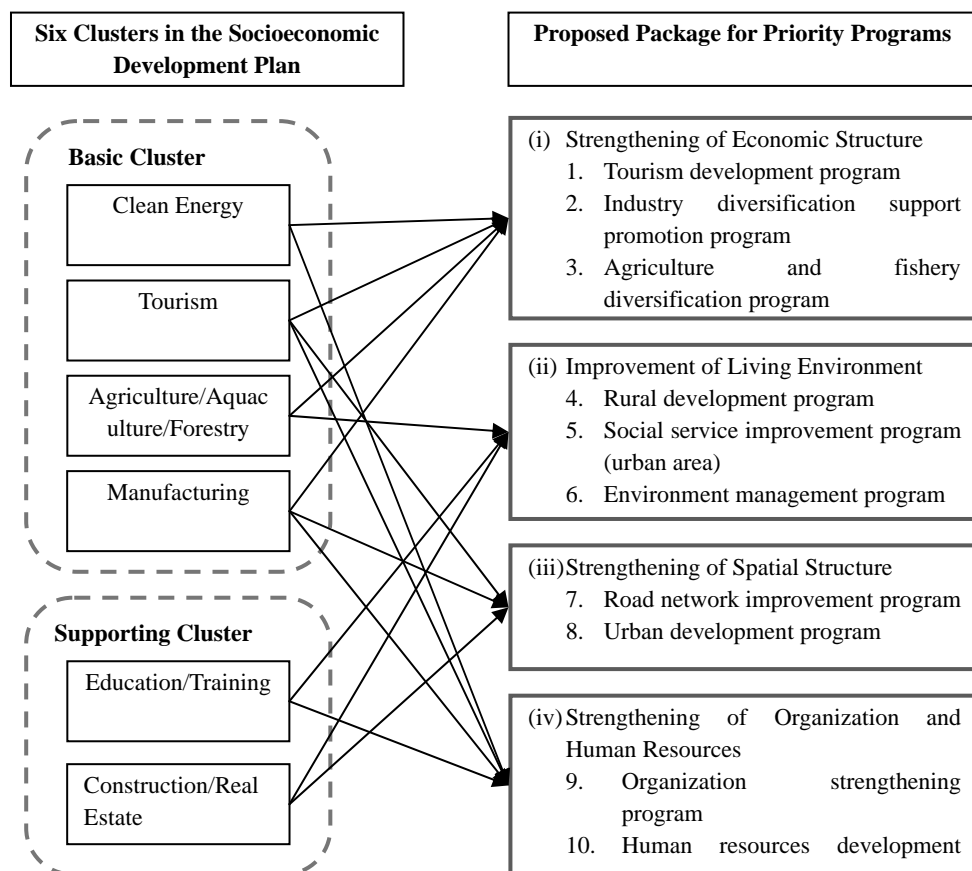 Six Clusters in the Socioeconomic
Development Plan
Proposed Package for Priority Programs
Basic Cluster
Clean Energy
Tourism
Agriculture/Aquac
ulture/Forestry
Manufacturing
Supporting Cluster
Education/Training
Construction/Real
Estate
(i) Strengthening of Economic Structure
1. Tourism development program
2. Industry diversification support
promotion program
3. Agriculture and fishery
diversification program
(ii) Improvement of Living Environment
4. Rural development program
5. Social service improvement program
(urban area)
6. Environment management program
(iii) Strengthening of Spatial Structure
7. Road network improvement program
8. Urban development program
(iv) Strengthening of Organization and
Human Resources
9. Organization strengthening
program
10. Human resources development